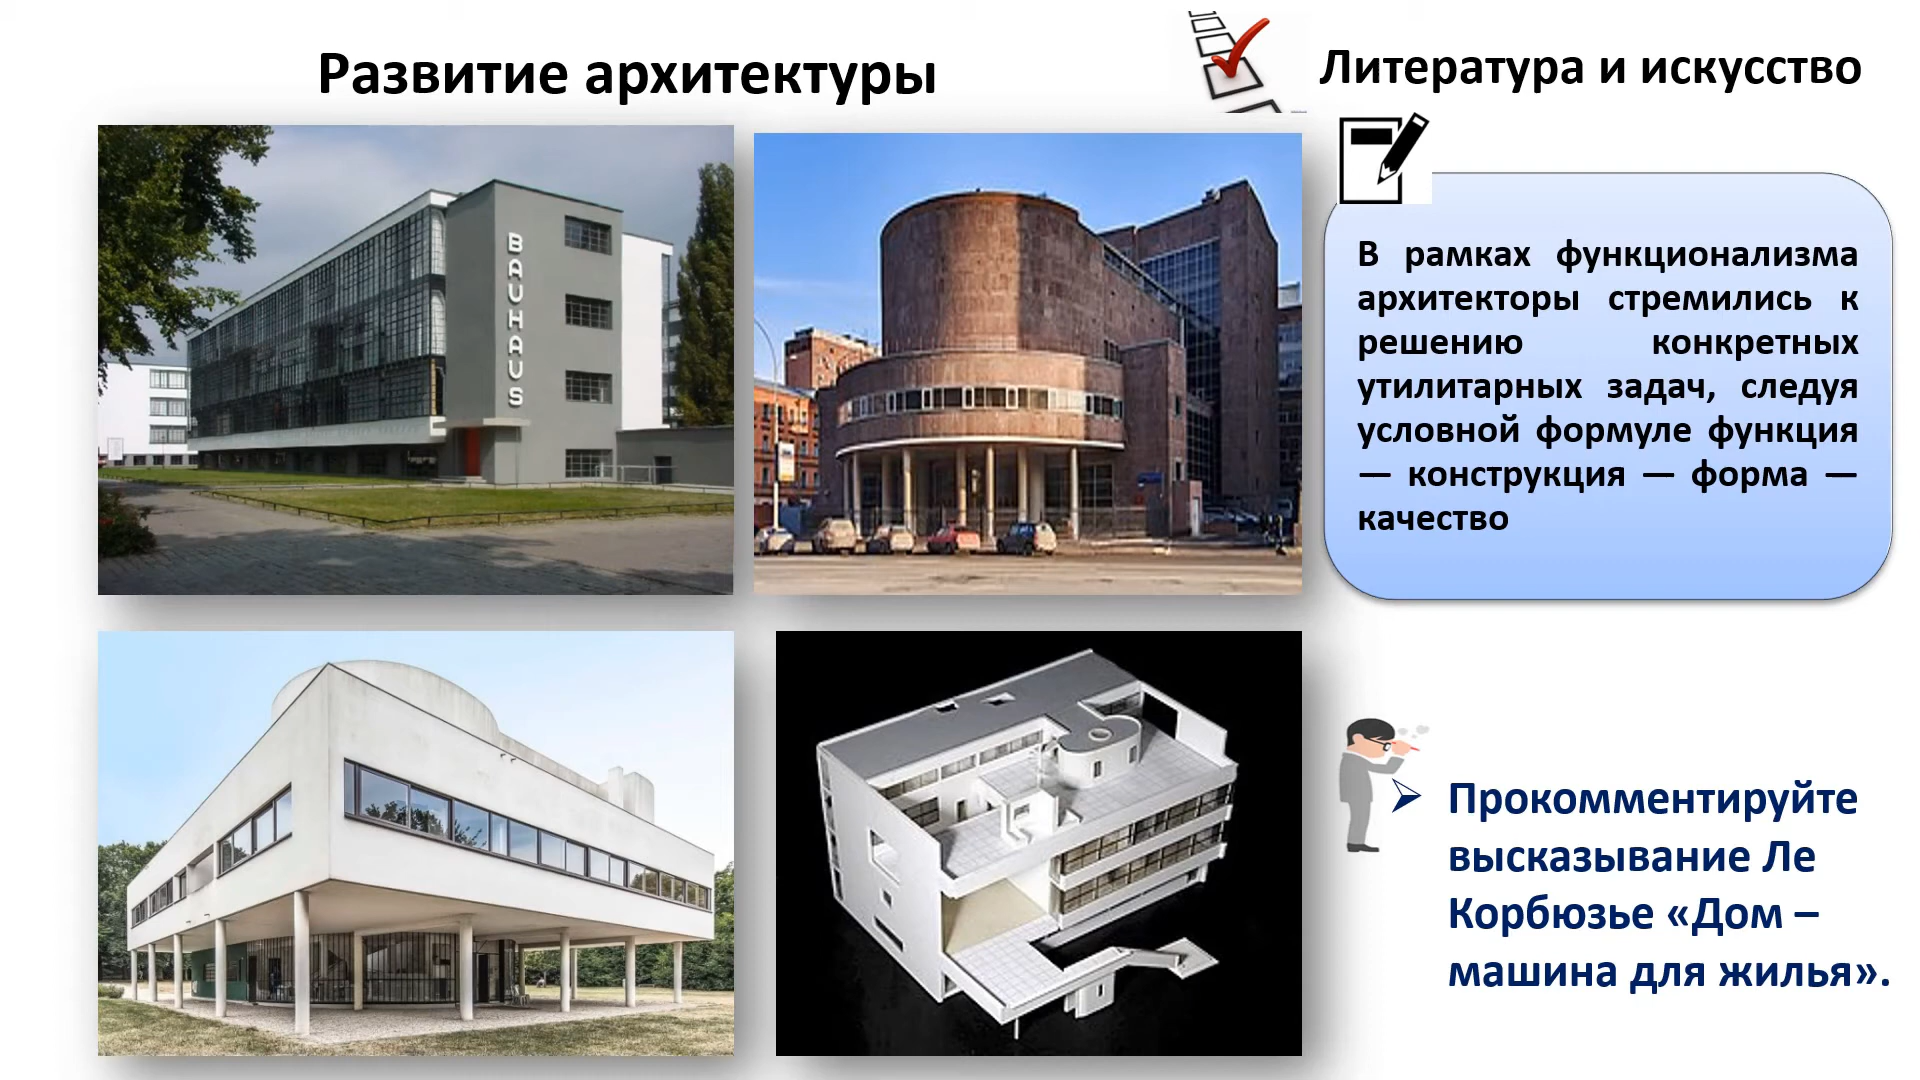 Развитие архитектуры
Литература и искусство
BAUHAUS
В рамках функционализма
архитекторы стремились к
решению конкретных
утилитарных задач, следуя
условной формуле функция
— конструкция — форма —
качество
Прокомментируйте
высказывание Ле
Корбюзье «Дом –
машина для жилья».